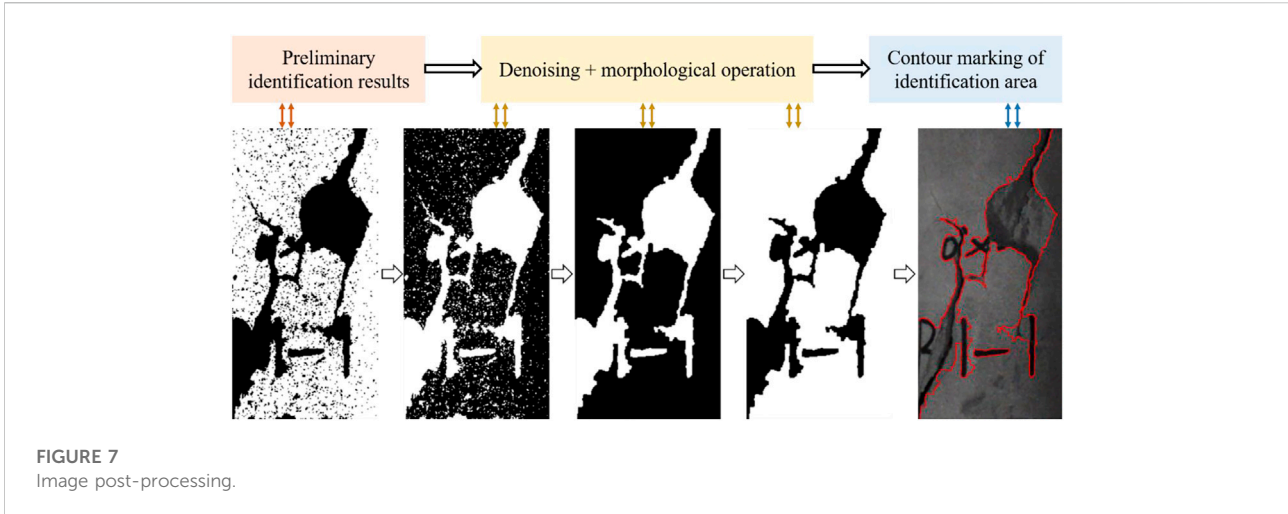 Preliminary
identification results
Denoising + morphological operation
Contour marking of
identification area
FIGURE 7
Image post-processing.